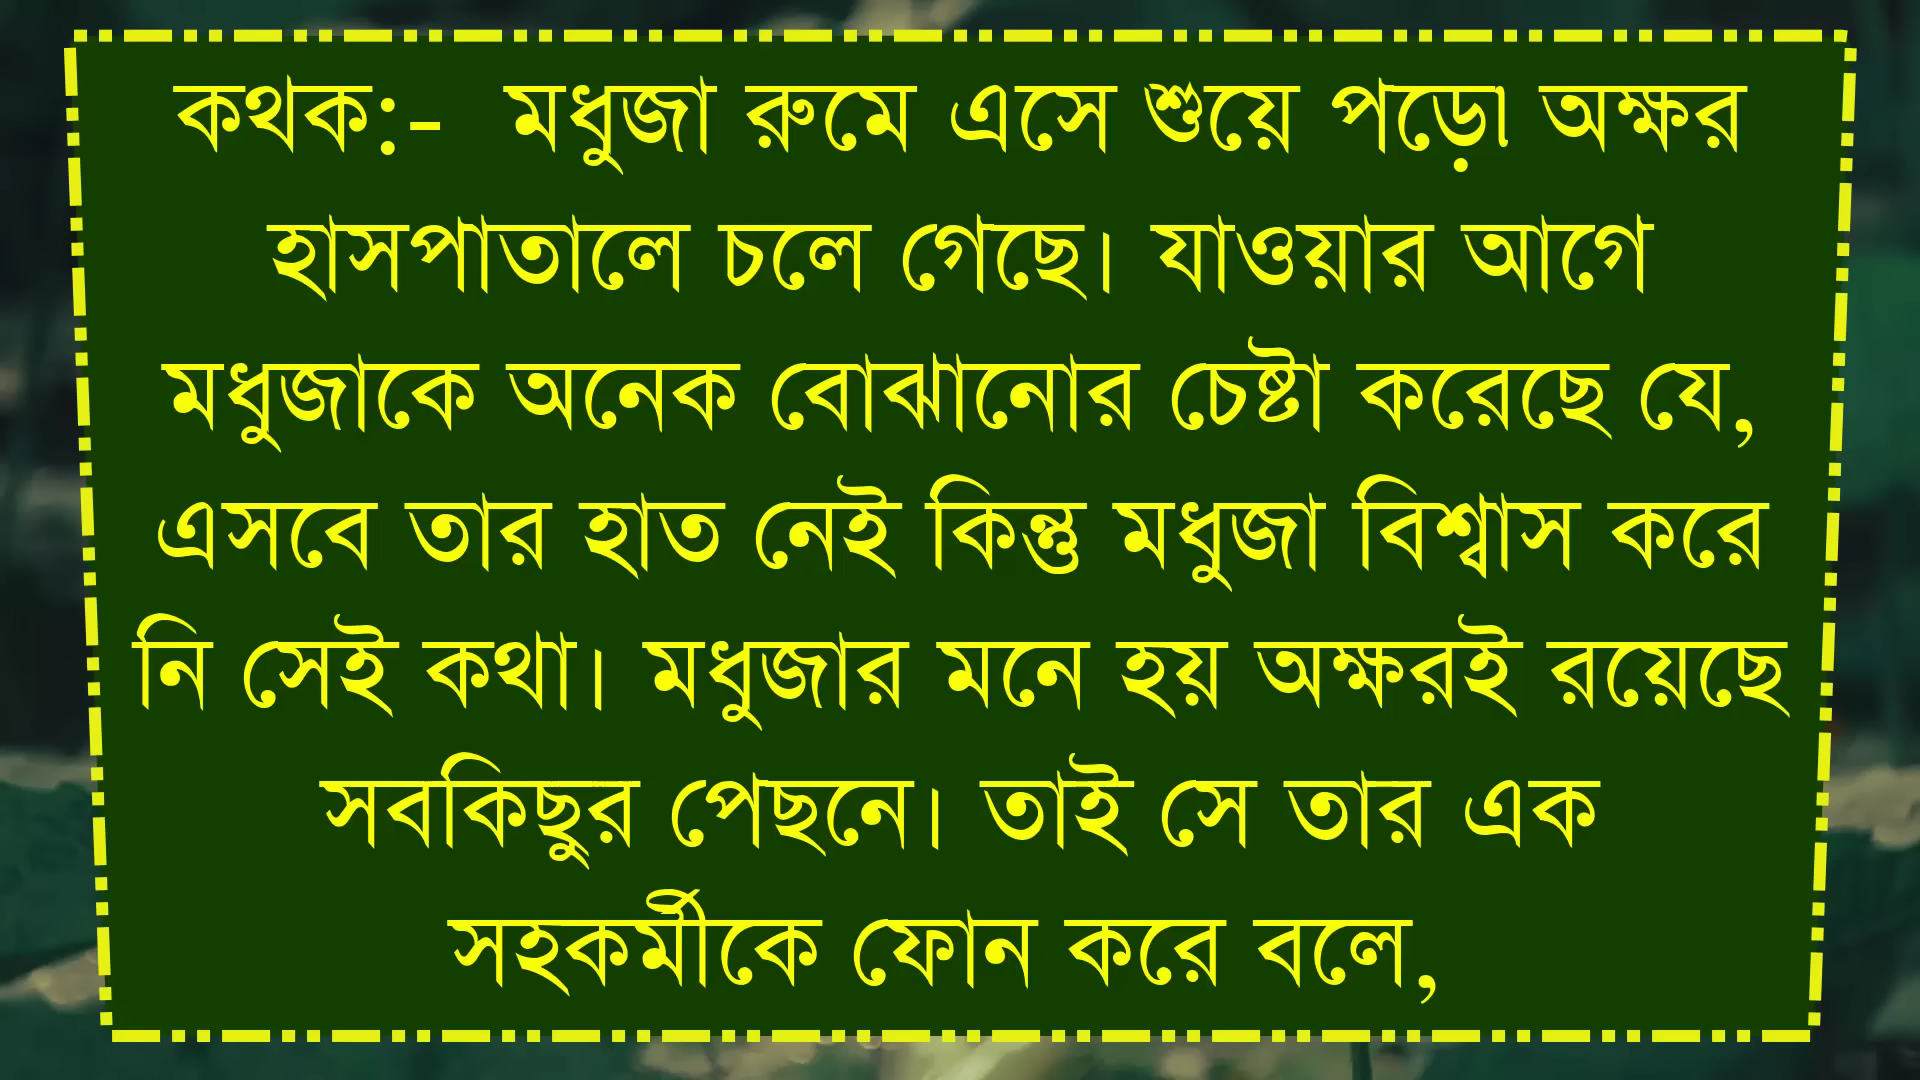 কথক:- মধুজা রুমে এসে শুয়ে পড়ে৷ অক্ষর
হাসপাতালে চলে গেছে। যাওয়ার আগে
মধুজাকে অনেক বোঝানোর চেষ্টা করেছে যে,
এসবে তার হাত নেই কিন্তু মধুজা বিশ্বাস করে
নি সেই কথা। মধুজার মনে হয় অক্ষরই রয়েছে
সবকিছুর পেছনে। তাই সে তার এক
সহকর্মীকে ফোন করে বলে,